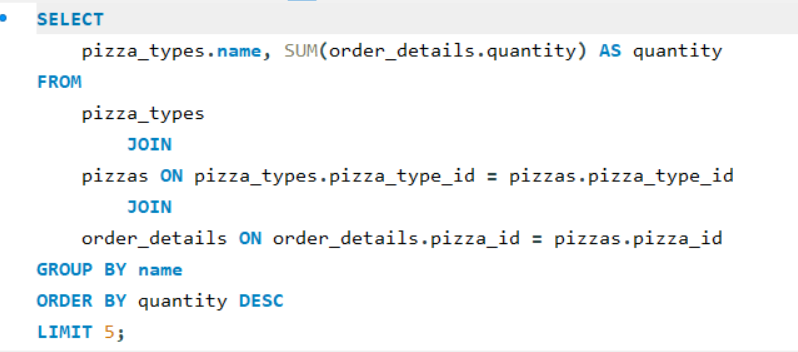 SELECT
    pizza_types.name, SUM(order_details.quantity) AS quantity
FROM
    pizza_types
        JOIN
    pizzas ON pizza_types.pizza_type_id = pizzas.pizza_type_id
        JOIN
    order_details ON order_details.pizza_id = pizzas.pizza_id
GROUP BY name
ORDER BY quantity DESC
LIMIT 5;